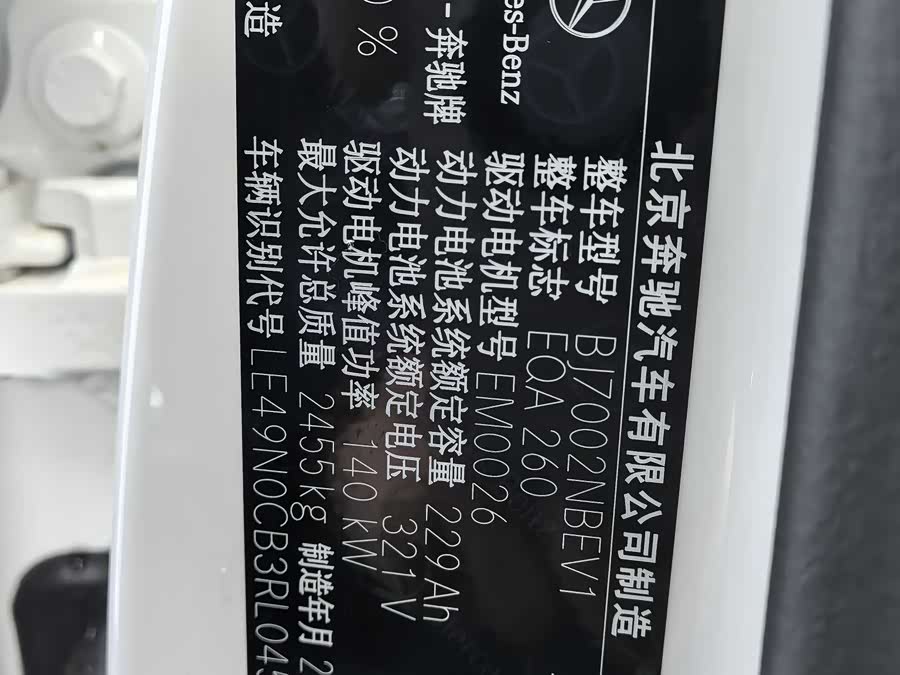 es-Benz
- 奔驰牌
%
造
北京奔驰汽车有限公司制造
整车型号 BJ7002NBEV1
整车标志 EQA 260
驱动电机型号 EM0026
动力电池系统额定容量 229Ah
动力电池系统额定电压 321V
驱动电机峰值功率 140 kW
最大允许总质量 2455kg 制造年月 2
车辆识别代号 LE49N0CB3RL045